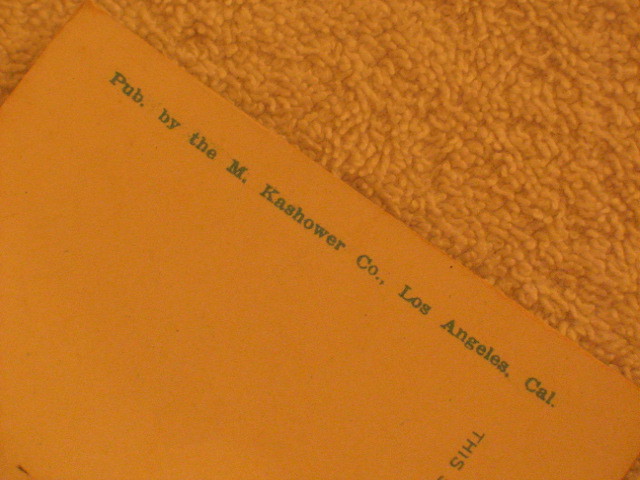 Pub. by the M. Kashower Co., Los Angeles, Cal.
THIS